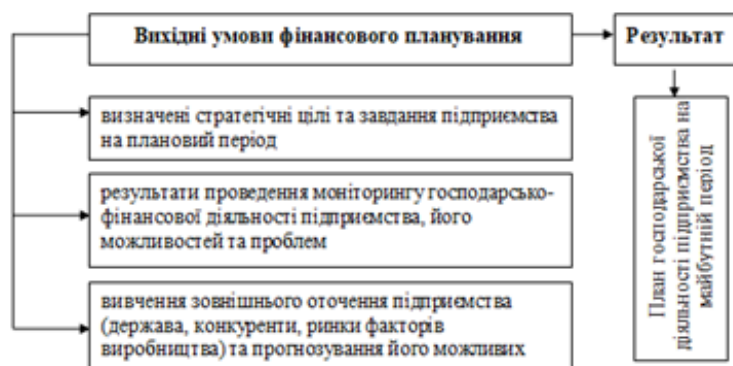 Вихідні умови фінансового планування
Результат
визначені стратегічні цілі та завдання підприємства
на плановий період
результати проведення моніторингу господарсько-
фінансової діяльності підприємства, його
можливостей та проблем
вивчення зовнішнього оточення підприємства
(держава, конкуренти, ринки факторів
виробництва) та прогнозування його можливих
План господарської
діяльності підприємства на
майбутній період